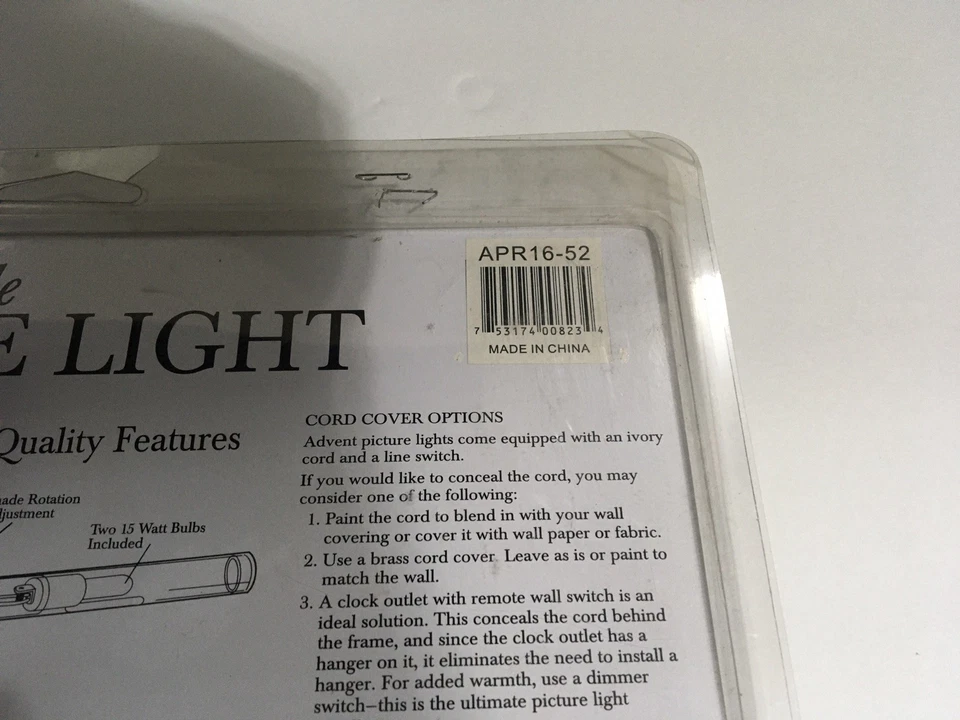 APR16-52
7 53174 00823 4
MADE IN CHINA
E LIGHT
Quality Features
Rotation
Two 15 Watt Bulbs
Included
CORD COVER OPTIONS
Advent picture lights come equipped with an ivory
cord and a line switch.
If you would like to conceal the cord, you may
consider one of the following:
1. Paint the cord to blend in with your wall
covering or cover it with wall paper or fabric.
2. Use a brass cord cover. Leave as is or paint to
match the wall.
3. A clock outlet with remote wall switch is an
ideal solution. This conceals the cord behind
the frame, and since the clock outlet has a
hanger on it, it eliminates the need to install a
hanger. For added warmth, use a dimmer
switch—this is the ultimate picture light